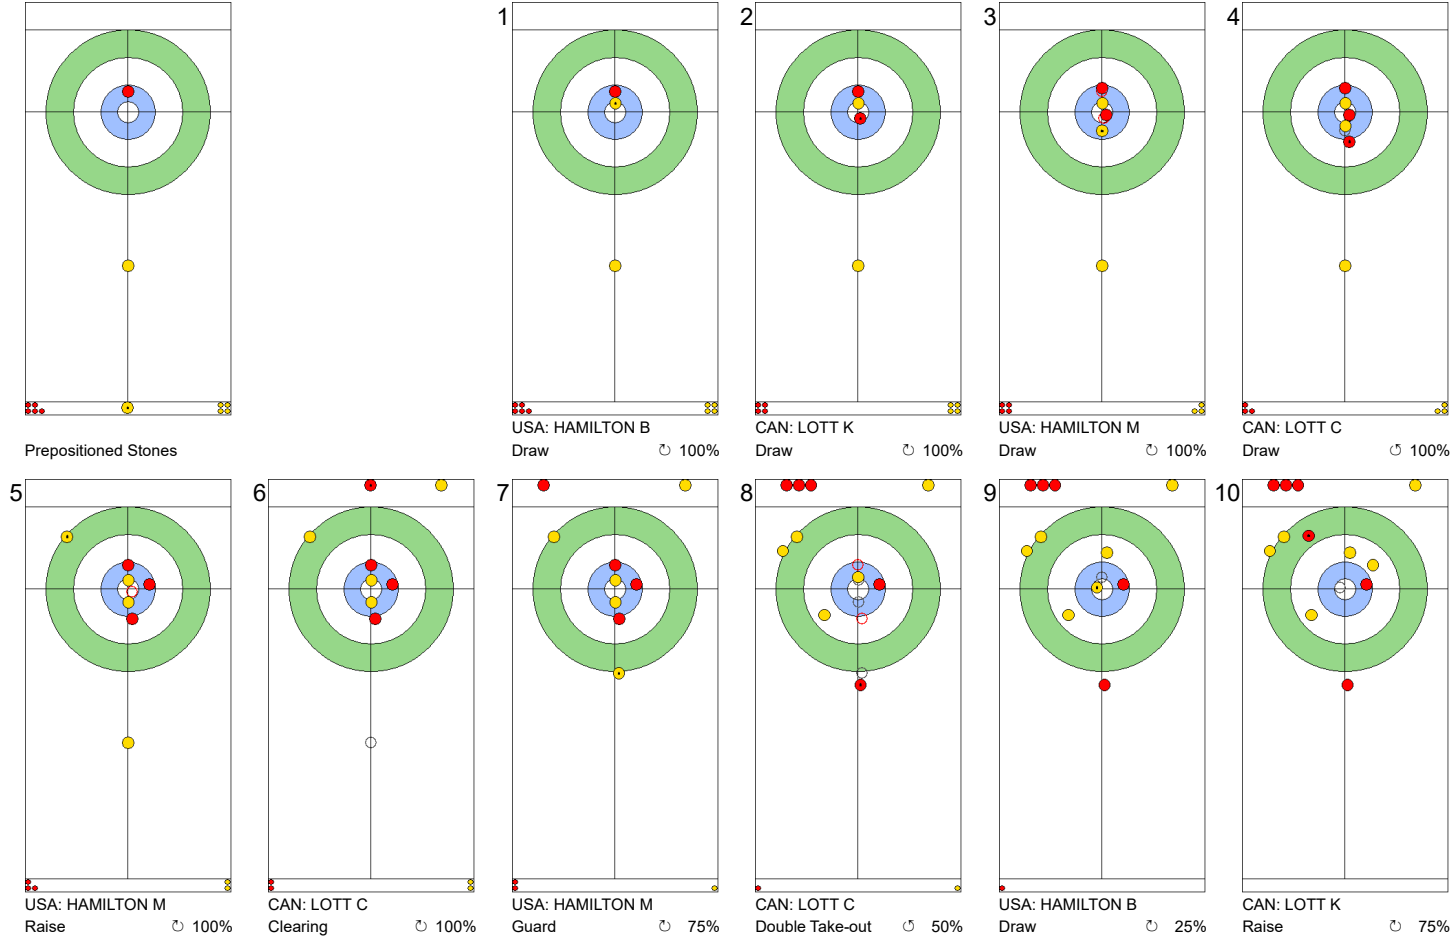 1
2
3
4
USA: HAMILTON B
CAN: LOTT K
USA: HAMILTON M
CAN: LOTT C
Prepositioned Stones
Draw ↻ 100%
Draw ↻ 100%
Draw ↻ 100%
Draw ↺ 100%
5
6
7
8
9
10
USA: HAMILTON M
CAN: LOTT C
USA: HAMILTON M
CAN: LOTT C
USA: HAMILTON B
CAN: LOTT K
Raise ↻ 100%
Clearing ↻ 100%
Guard ↻ 75%
Double Take-out ↺ 50%
Draw ↻ 25%
Raise ↻ 75%